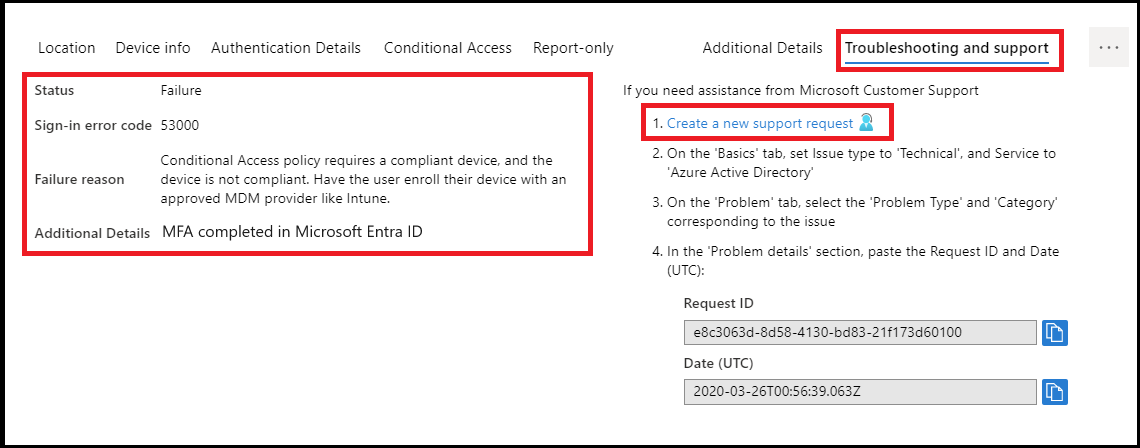 Location Device info Authentication Details Conditional Access Report-only Additional Details Troubleshooting and support ...
Status Failure
Sign-in error code 53000
Failure reason Conditional Access policy requires a compliant device, and the
device is not compliant. Have the user enroll their device with an
approved MDM provider like Intune.
Additional Details MFA completed in Microsoft Entra ID
If you need assistance from Microsoft Customer Support
1. Create a new support request
2. On the 'Basics' tab, set Issue type to 'Technical', and Service to
'Azure Active Directory'
3. On the 'Problem' tab, select the 'Problem Type' and 'Category'
corresponding to the issue
4. In the 'Problem details' section, paste the Request ID and Date
(UTC):
Request ID
e8c3063d-8d58-4130-bd83-21f173d60100
Date (UTC)
2020-03-26T00:56:39.063Z